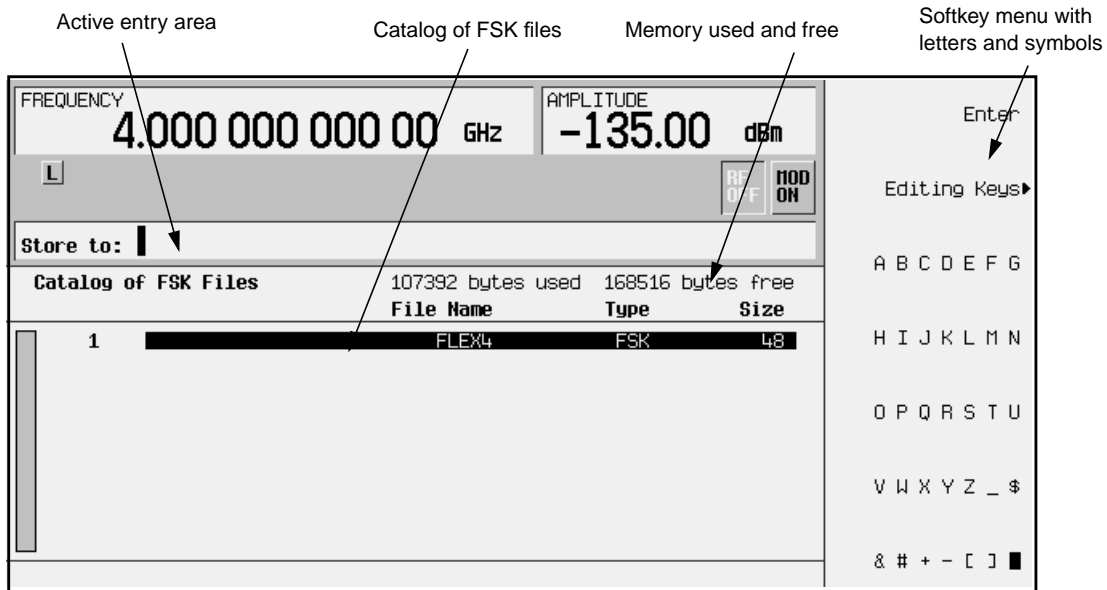 Active entry area
Catalog of FSK files
Memory used and free
Softkey menu with
letters and symbols
FREQUENCY
4.000 000 000 00 GHz
AMPLITUDE
-135.00 dBm
L
RF
OFF
MOD
ON
Store to:
Catalog of FSK Files
107392 bytes used 168516 bytes free
File Name Type Size
1 FLEX4 FSK 48
Enter
Editing Keys
A B C D E F G
H I J K L M N
O P Q R S T U
V W X Y Z _ $
& # + - [ ] ■